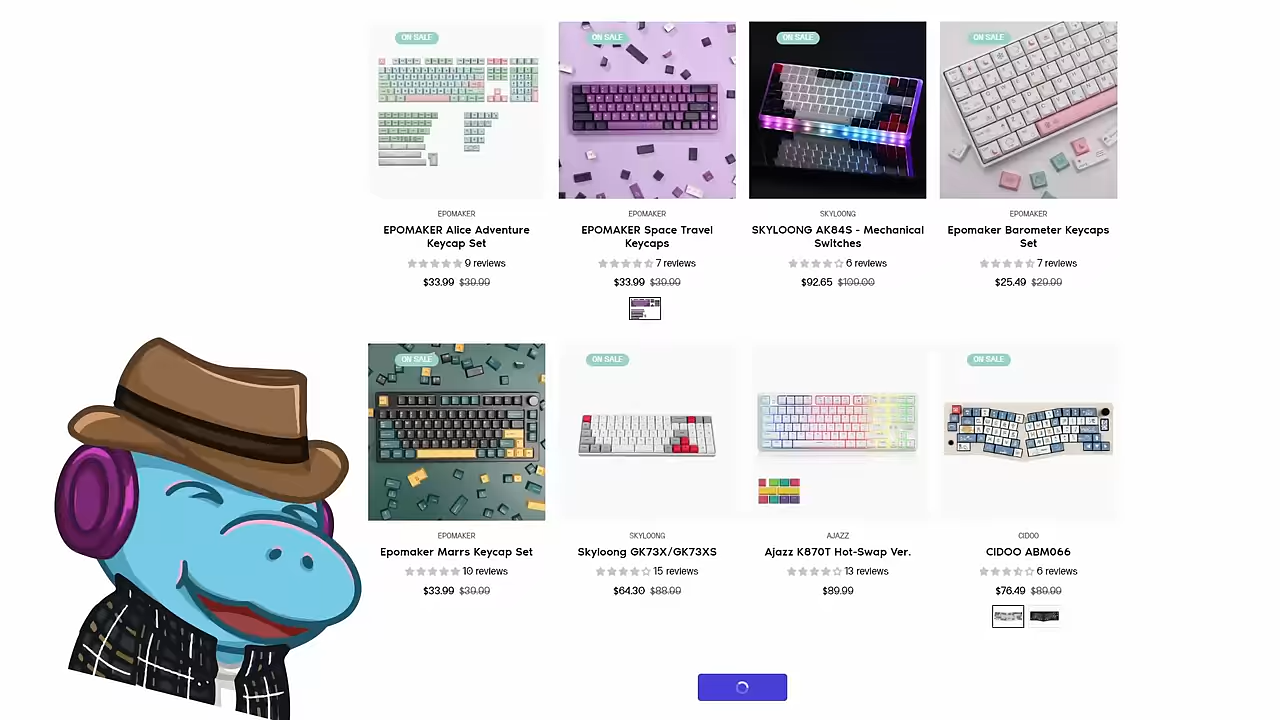 ON SALE
ON SALE
ON SALE
ON SALE
EPOMAKER
EPOMAKER Alice Adventure
Keycap Set
9 reviews
$33.99 $39.99
EPOMAKER
EPOMAKER Space Travel
Keycaps
7 reviews
$33.99 $39.99
SKYLOONG
SKYLOONG AK84S - Mechanical
Switches
6 reviews
$92.65 $109.00
EPOMAKER
Epomaker Barometer Keycaps
Set
7 reviews
$25.49 $29.99
ON SALE
ON SALE
ON SALE
EPOMAKER
Epomaker Marrs Keycap Set
10 reviews
$33.99 $39.99
SKYLOONG
Skyloong GK73X/GK73XS
15 reviews
$64.30 $88.99
AJAZZ
Ajazz K870T Hot-Swap Ver.
13 reviews
$89.99
CIDOO
CIDOO ABM066
6 reviews
$76.49 $89.99